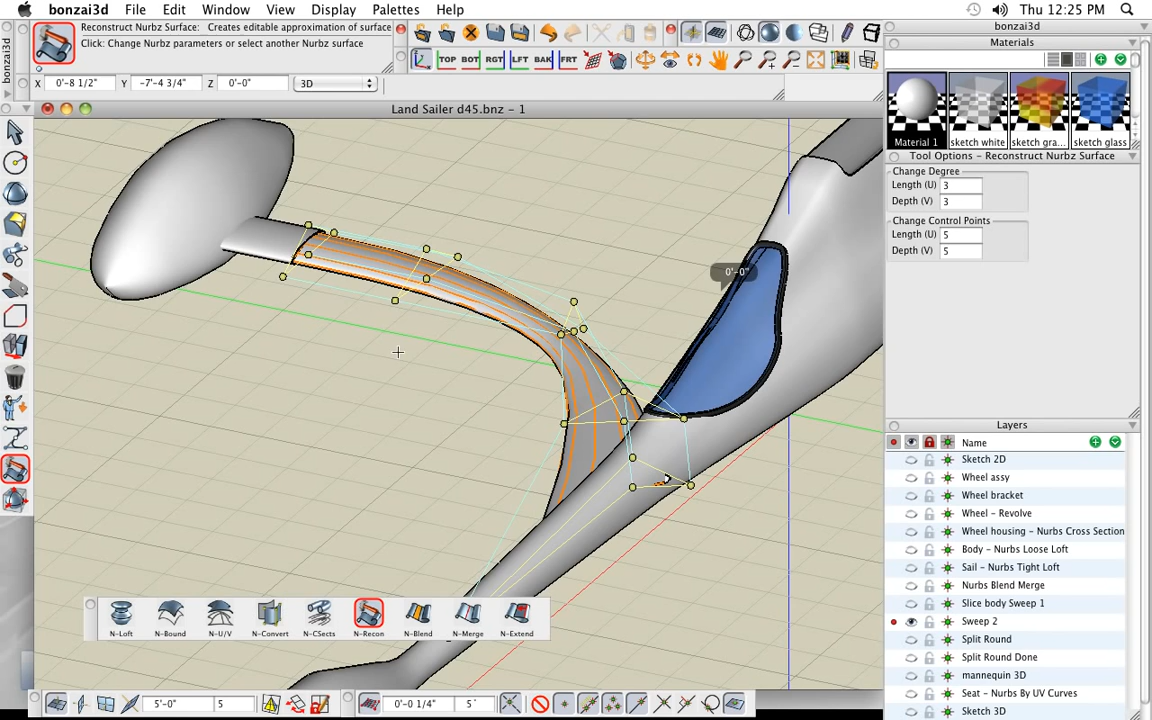 bonzai3d File Edit Window View Display Palettes Help Thu 12:25 PM
bonzai3d
Reconstruct Nurbz Surface: Creates editable approximation of surface
Click: Change Nurbz parameters or select another Nurbz surface
bonzai3d
TOP BOT RGT LFT BAK FRT
X 0'-8 1/2" Y -7'-4 3/4" Z 0'-0" 3D
Land Sailer d45.bnz - 1
Materials
Material 1 sketch white sketch gra... sketch glass
Tool Options - Reconstruct Nurbz Surface
Change Degree
Length (U) 3
Depth (V) 3
Change Control Points
Length (U) 5
Depth (V) 5
0'-0"
Layers
Name
Sketch 2D
Wheel assy
Wheel bracket
Wheel - Revolve
Wheel housing - Nurbs Cross Section
Body - Nurbs Loose Loft
Sail - Nurbs Tight Loft
Nurbs Blend Merge
Slice body Sweep 1
Sweep 2
Split Round
Split Round Done
mannequin 3D
Seat - Nurbs By UV Curves
Sketch 3D
N-Loft N-Bound N-U/V N-Convert N-CSects N-Recon N-Blend N-Merge N-Extend
5'-0" 5 0'-0 1/4" 5°